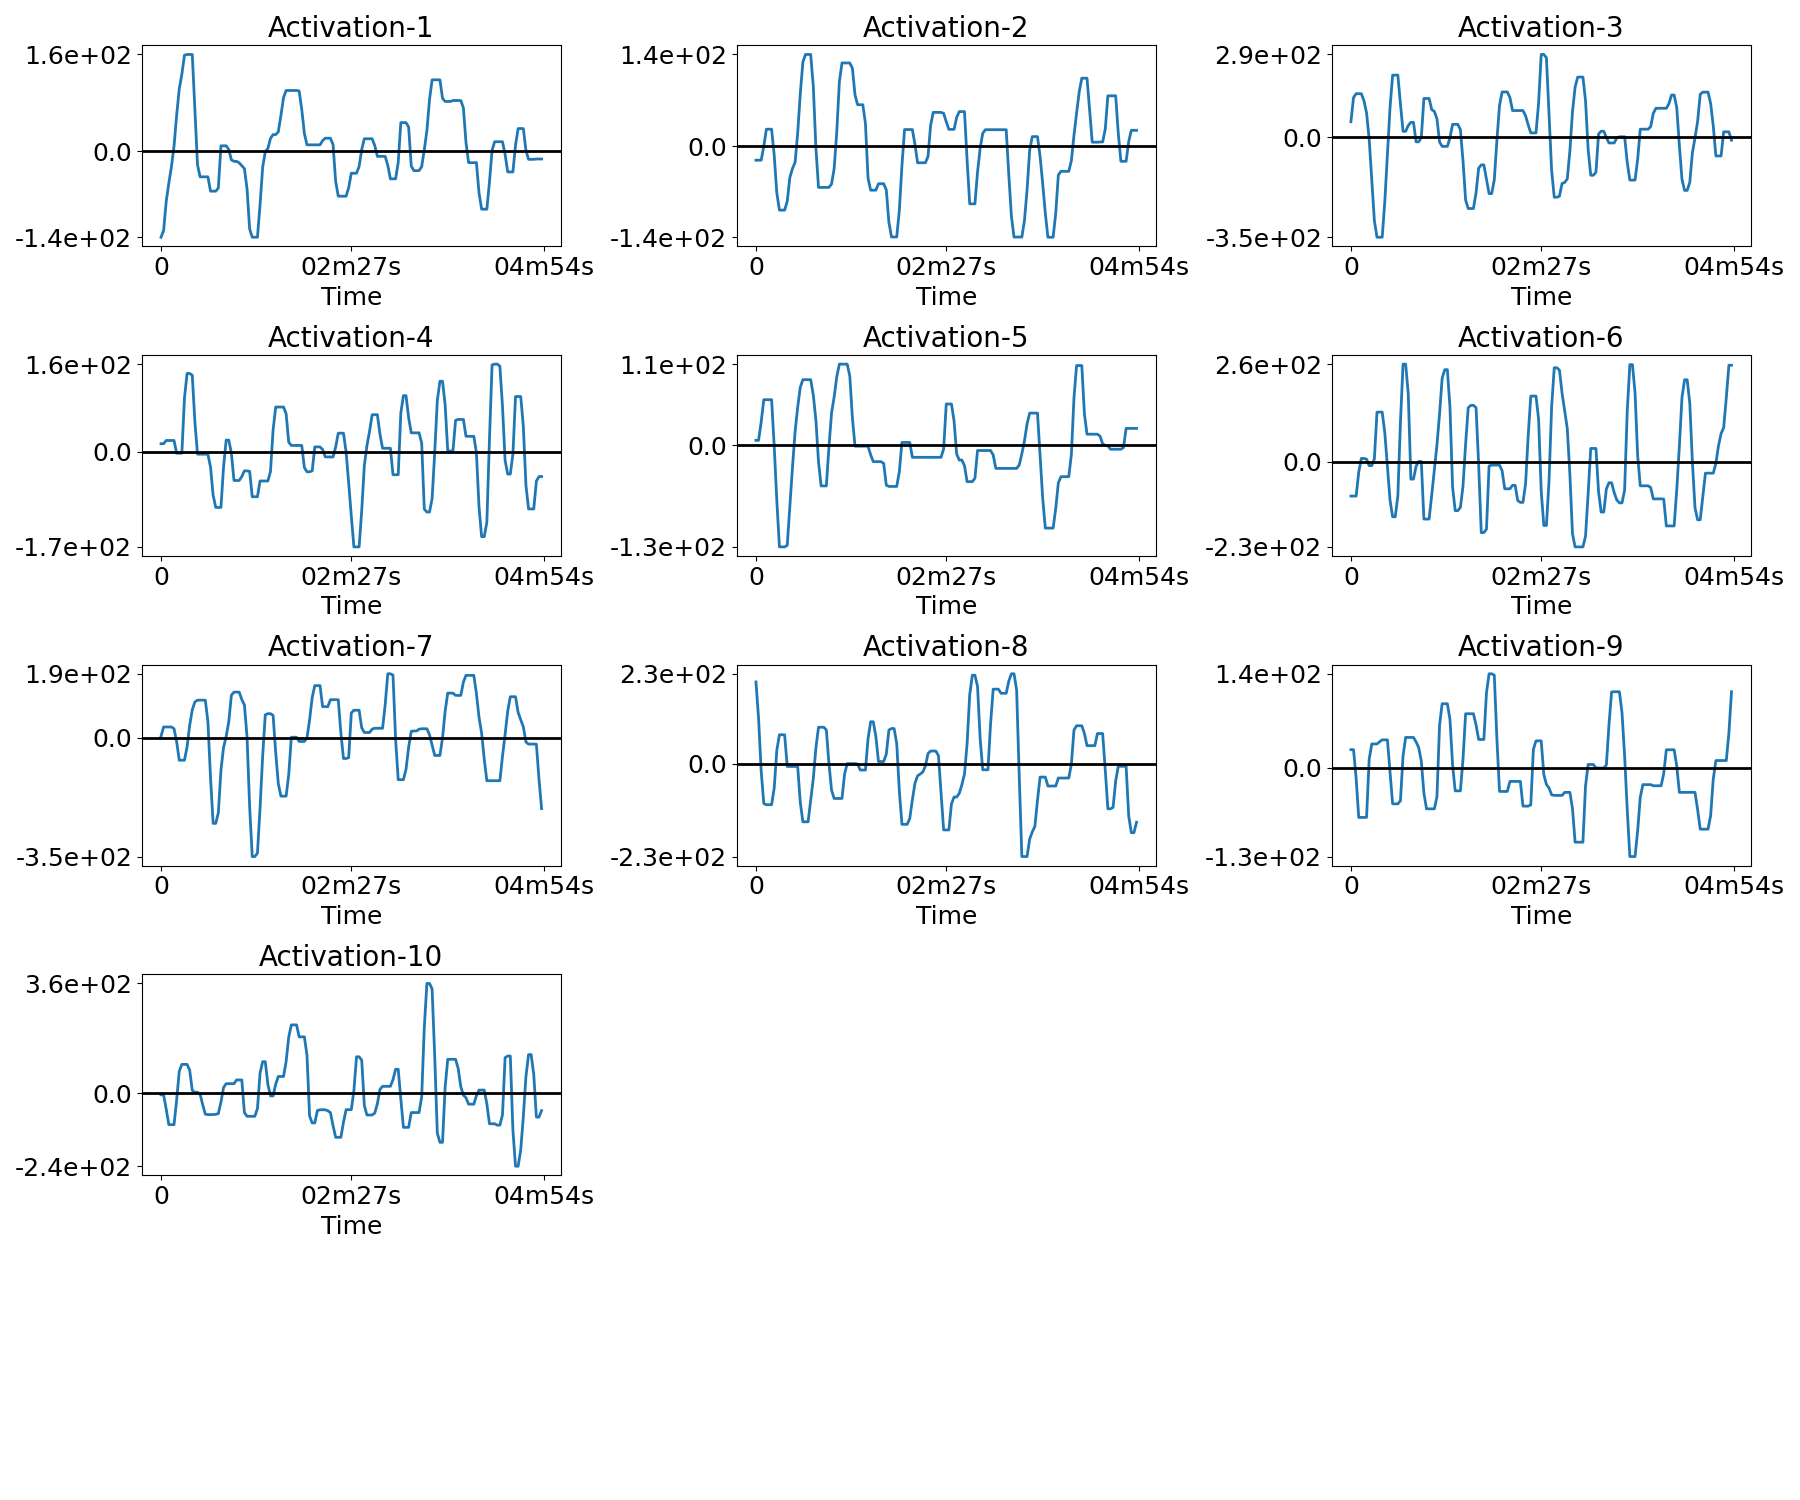 Activation-1
1.6e+02
0.0
-1.4e+02
0 02m27s 04m54s
Time
Activation-2
1.4e+02
0.0
-1.4e+02
0 02m27s 04m54s
Time
Activation-3
2.9e+02
0.0
-3.5e+02
0 02m27s 04m54s
Time
Activation-4
1.6e+02
0.0
-1.7e+02
0 02m27s 04m54s
Time
Activation-5
1.1e+02
0.0
-1.3e+02
0 02m27s 04m54s
Time
Activation-6
2.6e+02
0.0
-2.3e+02
0 02m27s 04m54s
Time
Activation-7
1.9e+02
0.0
-3.5e+02
0 02m27s 04m54s
Time
Activation-8
2.3e+02
0.0
-2.3e+02
0 02m27s 04m54s
Time
Activation-9
1.4e+02
0.0
-1.3e+02
0 02m27s 04m54s
Time
Activation-10
3.6e+02
0.0
-2.4e+02
0 02m27s 04m54s
Time